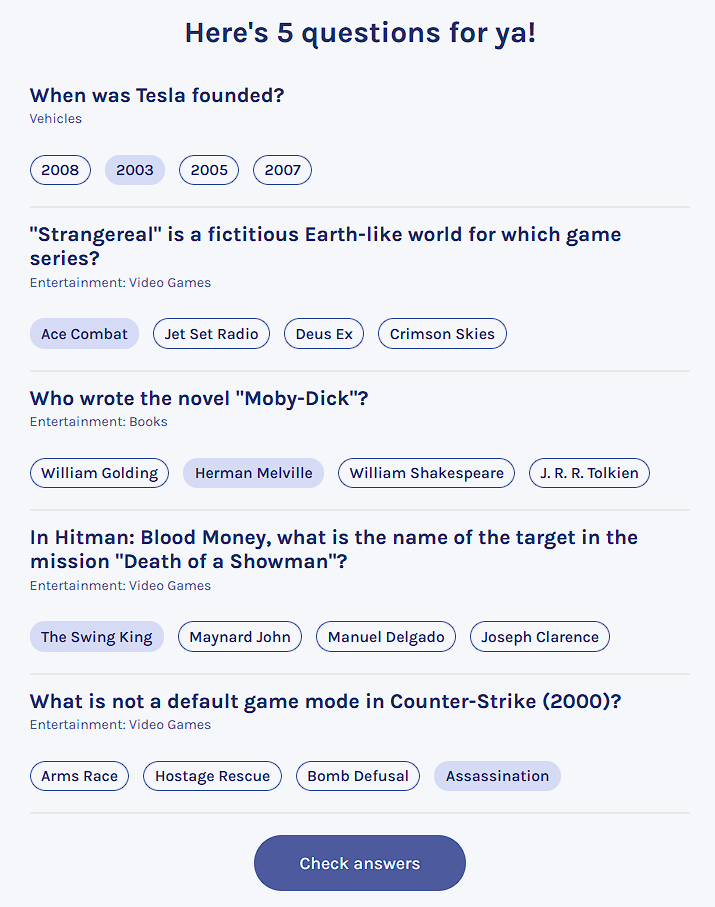 Here's 5 questions for ya!
When was Tesla founded?
Vehicles
2008 2003 2005 2007
"Strangereal" is a fictitious Earth-like world for which game
series?
Entertainment: Video Games
Ace Combat Jet Set Radio Deus Ex Crimson Skies
Who wrote the novel "Moby-Dick"?
Entertainment: Books
William Golding Herman Melville William Shakespeare J. R. R. Tolkien
In Hitman: Blood Money, what is the name of the target in the
mission "Death of a Showman"?
Entertainment: Video Games
The Swing King Maynard John Manuel Delgado Joseph Clarence
What is not a default game mode in Counter-Strike (2000)?
Entertainment: Video Games
Arms Race Hostage Rescue Bomb Defusal Assassination
Check answers